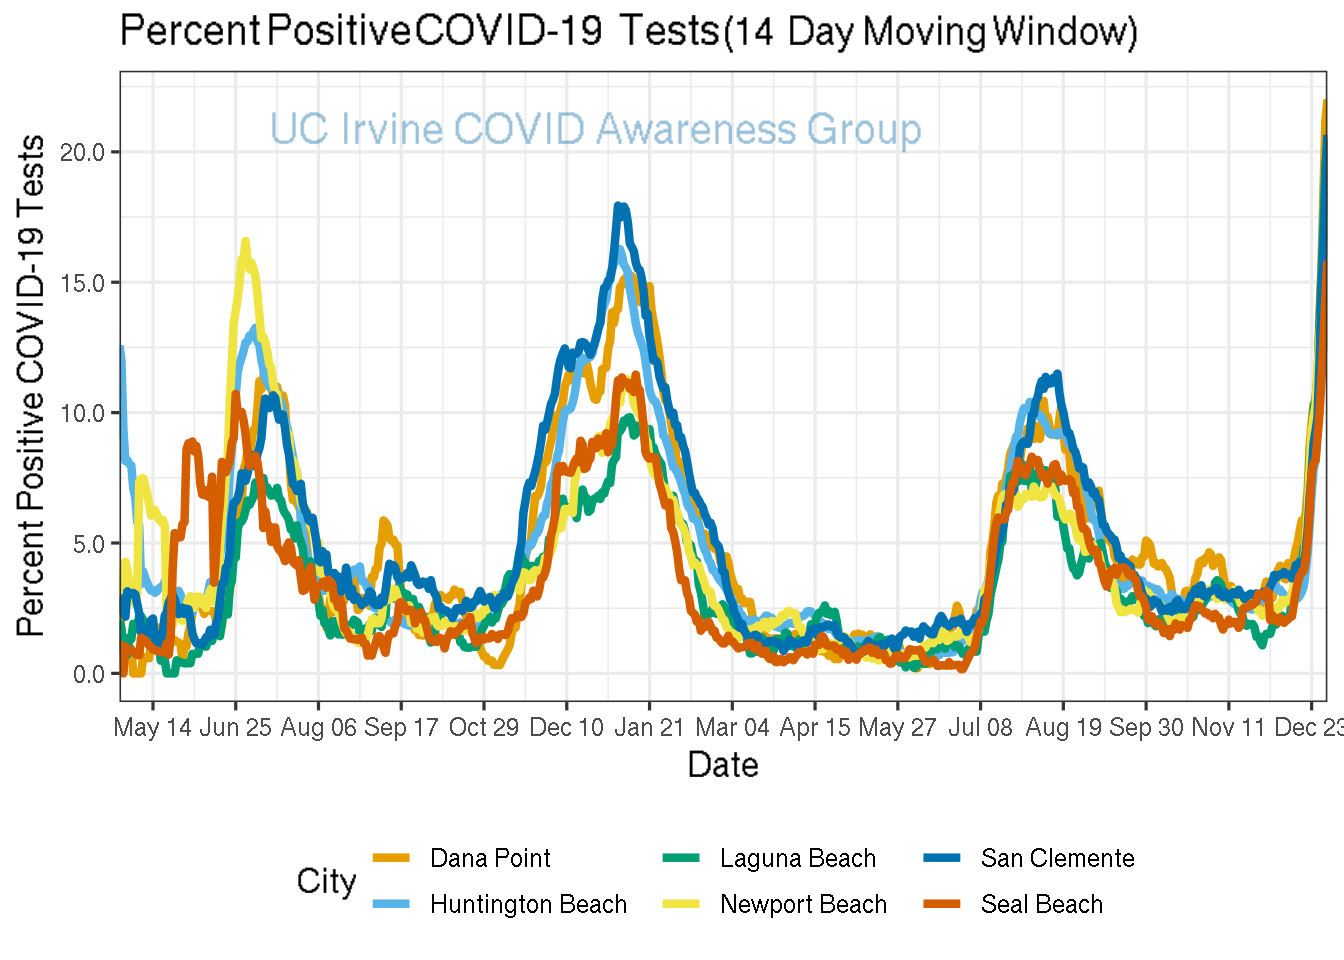 Percent Positive COVID-19 Tests(14 Day Moving Window)
UC Irvine COVID Awareness Group
Percent Positive COVID-19 Tests
20.0
15.0
10.0
5.0
0.0
May 14 Jun 25 Aug 06 Sep 17 Oct 29 Dec 10 Jan 21 Mar 04 Apr 15 May 27 Jul 08 Aug 19 Sep 30 Nov 11 Dec 23
Date
City
Dana Point Laguna Beach San Clemente
Huntington Beach Newport Beach Seal Beach